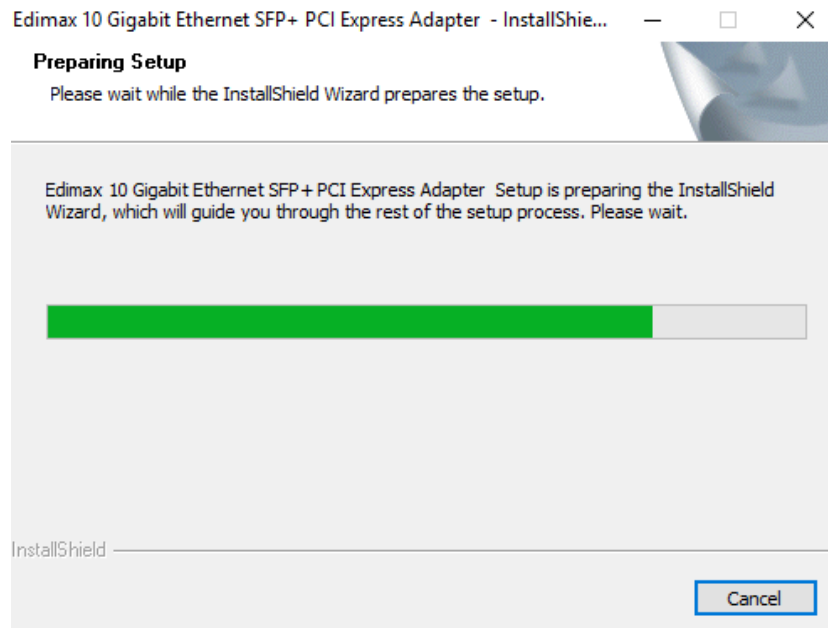 Edimax 10 Gigabit Ethernet SFP+ PCI Express Adapter - InstallShie...
Preparing Setup
Please wait while the InstallShield Wizard prepares the setup.
Edimax 10 Gigabit Ethernet SFP+ PCI Express Adapter Setup is preparing the InstallShield
Wizard, which will guide you through the rest of the setup process. Please wait.
InstallShield
Cancel